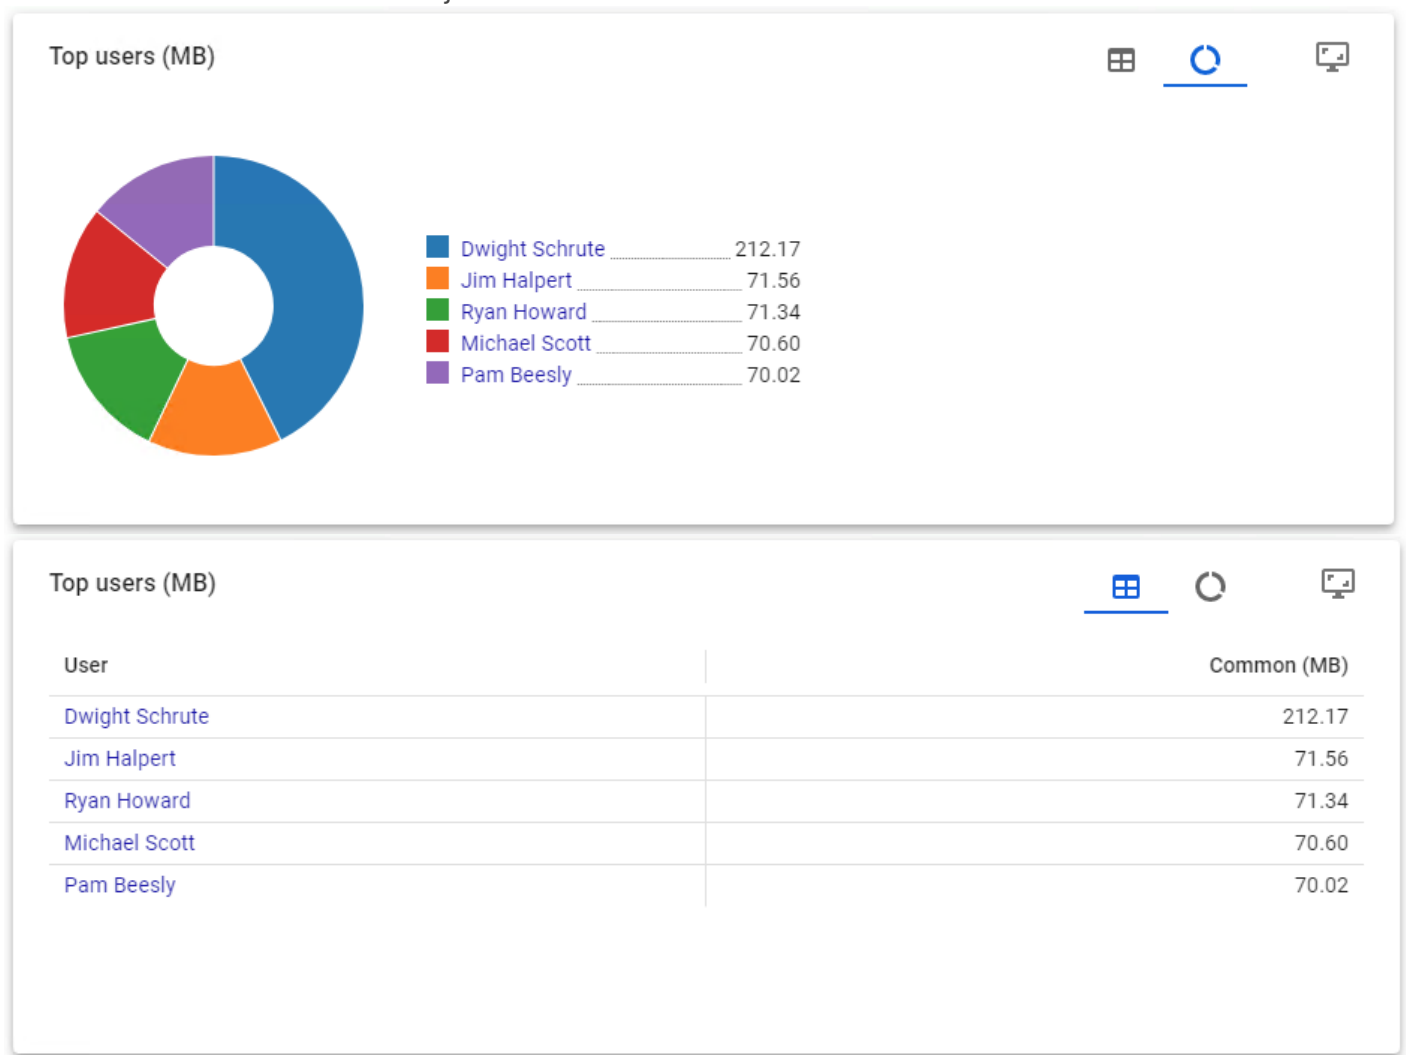 Top users (MB)
Dwight Schrute 212.17
Jim Halpert 71.56
Ryan Howard 71.34
Michael Scott 70.60
Pam Beesly 70.02
Top users (MB)
User Common (MB)
Dwight Schrute 212.17
Jim Halpert 71.56
Ryan Howard 71.34
Michael Scott 70.60
Pam Beesly 70.02